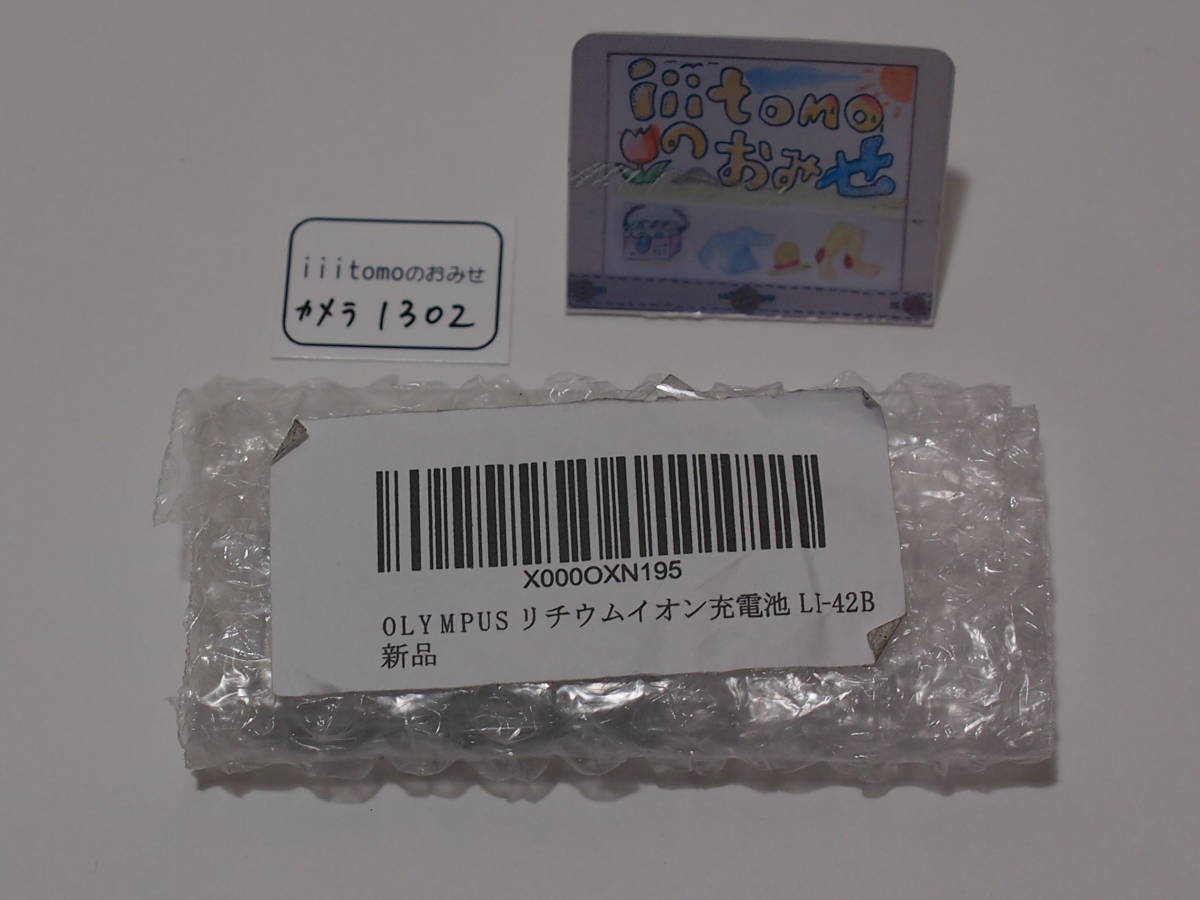 iiitomo
のおみせ
iiitomoのおみせ
カメラ 1302
X000OXN195
OLYMPUS リチウムイオン充電池 LI-42B
新品